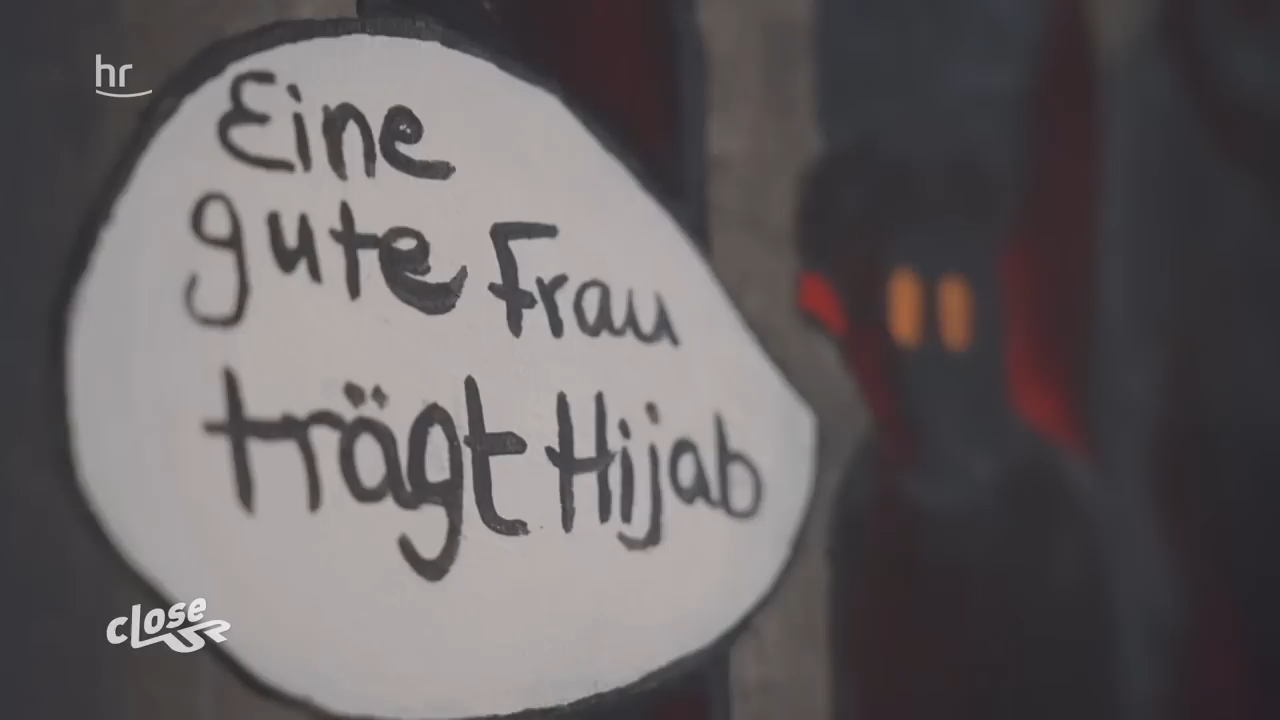 hr
Eine
gute Frau
trägt Hijab
close